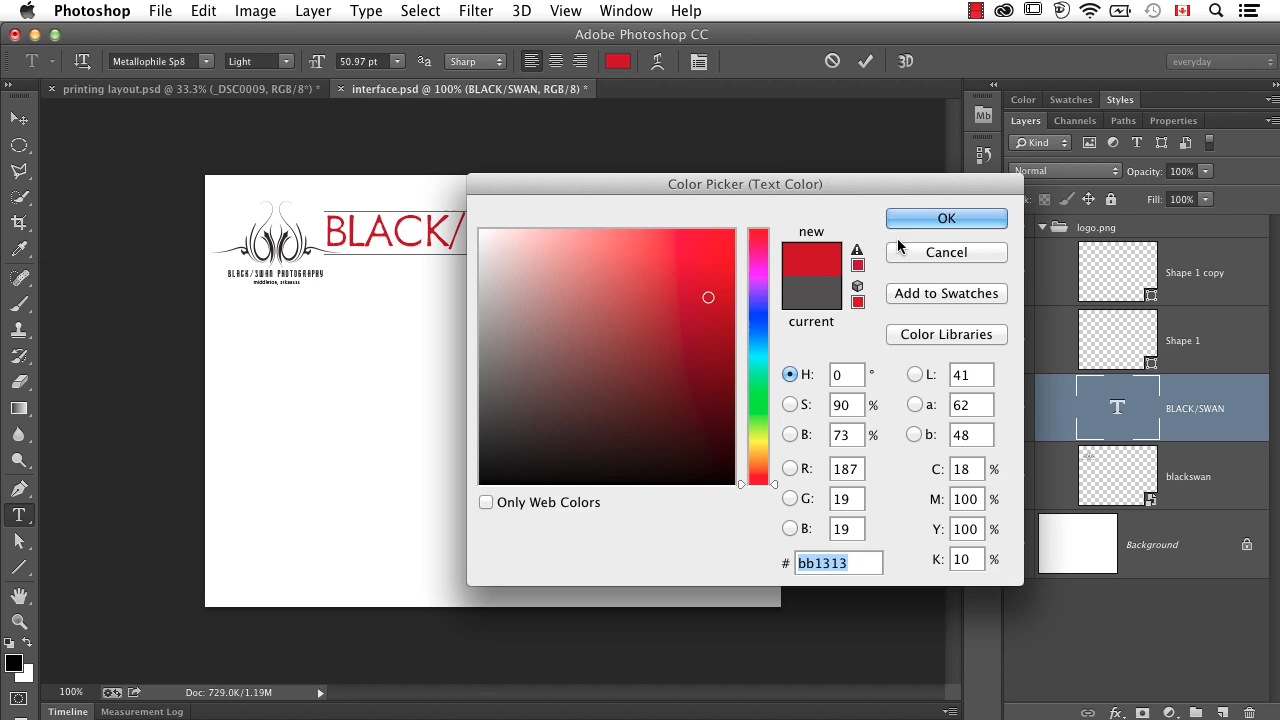 Photoshop File Edit Image Layer Type Select Filter 3D View Window Help
Adobe Photoshop CC
T Metallophile Sp8 Light 50.97 pt aa Sharp 3D everyday
printing layout.psd @ 33.3% (_DSC0009, RGB/8*) * interface.psd @ 100% (BLACK/SWAN, RGB/8) *
Color Swatches Styles
Mb
Layers Channels Paths Properties
Kind
Normal Opacity: 100%
k: Fill: 100%
logo.png
Shape 1 copy
Shape 1
T BLACK/SWAN
blackswan
Background
BLACK/
BLACK/SWAN PHOTOGRAPHY
middleton, arkansas
Color Picker (Text Color)
new
current
OK
Cancel
Add to Swatches
Color Libraries
H: 0 ° L: 41
S: 90 % a: 62
B: 73 % b: 48
R: 187 C: 18 %
G: 19 M: 100 %
B: 19 Y: 100 %
# bb1313 K: 10 %
Only Web Colors
100% Doc: 729.0K/1.19M
Timeline Measurement Log
fx